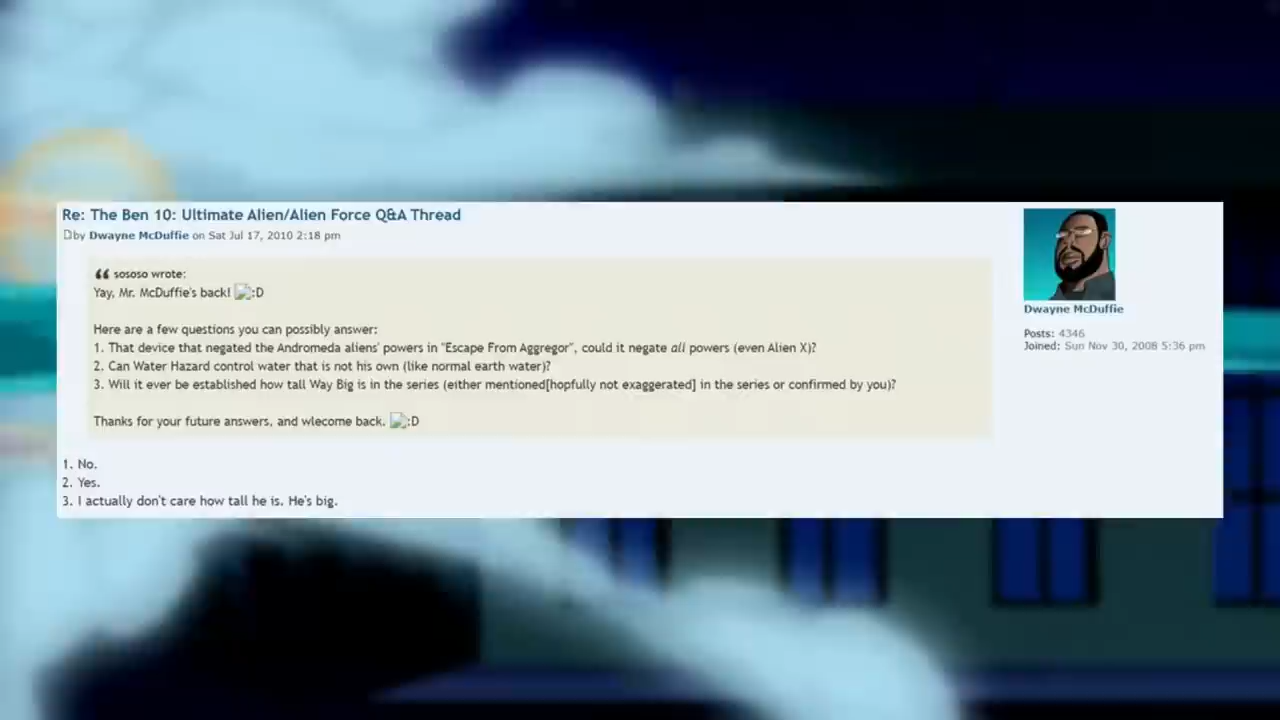 Re: The Ben 10: Ultimate Alien/Alien Force Q&A Thread
by Dwayne McDuffie on Sat Jul 17, 2010 2:18 pm
sososo wrote:
Yay, Mr. McDuffie's back! :D
Here are a few questions you can possibly answer:
1. That device that negated the Andromeda aliens' powers in "Escape From Aggregor", could it negate all powers (even Alien X)?
2. Can Water Hazard control water that is not his own (like normal earth water)?
3. Will it ever be established how tall Way Big is in the series (either mentioned[hopfully not exaggerated] in the series or confirmed by you)?
Thanks for your future answers, and wlecome back. :D
1. No.
2. Yes.
3. I actually don't care how tall he is. He's big.
Dwayne McDuffie
Posts: 4346
Joined: Sun Nov 30, 2008 5:36 pm